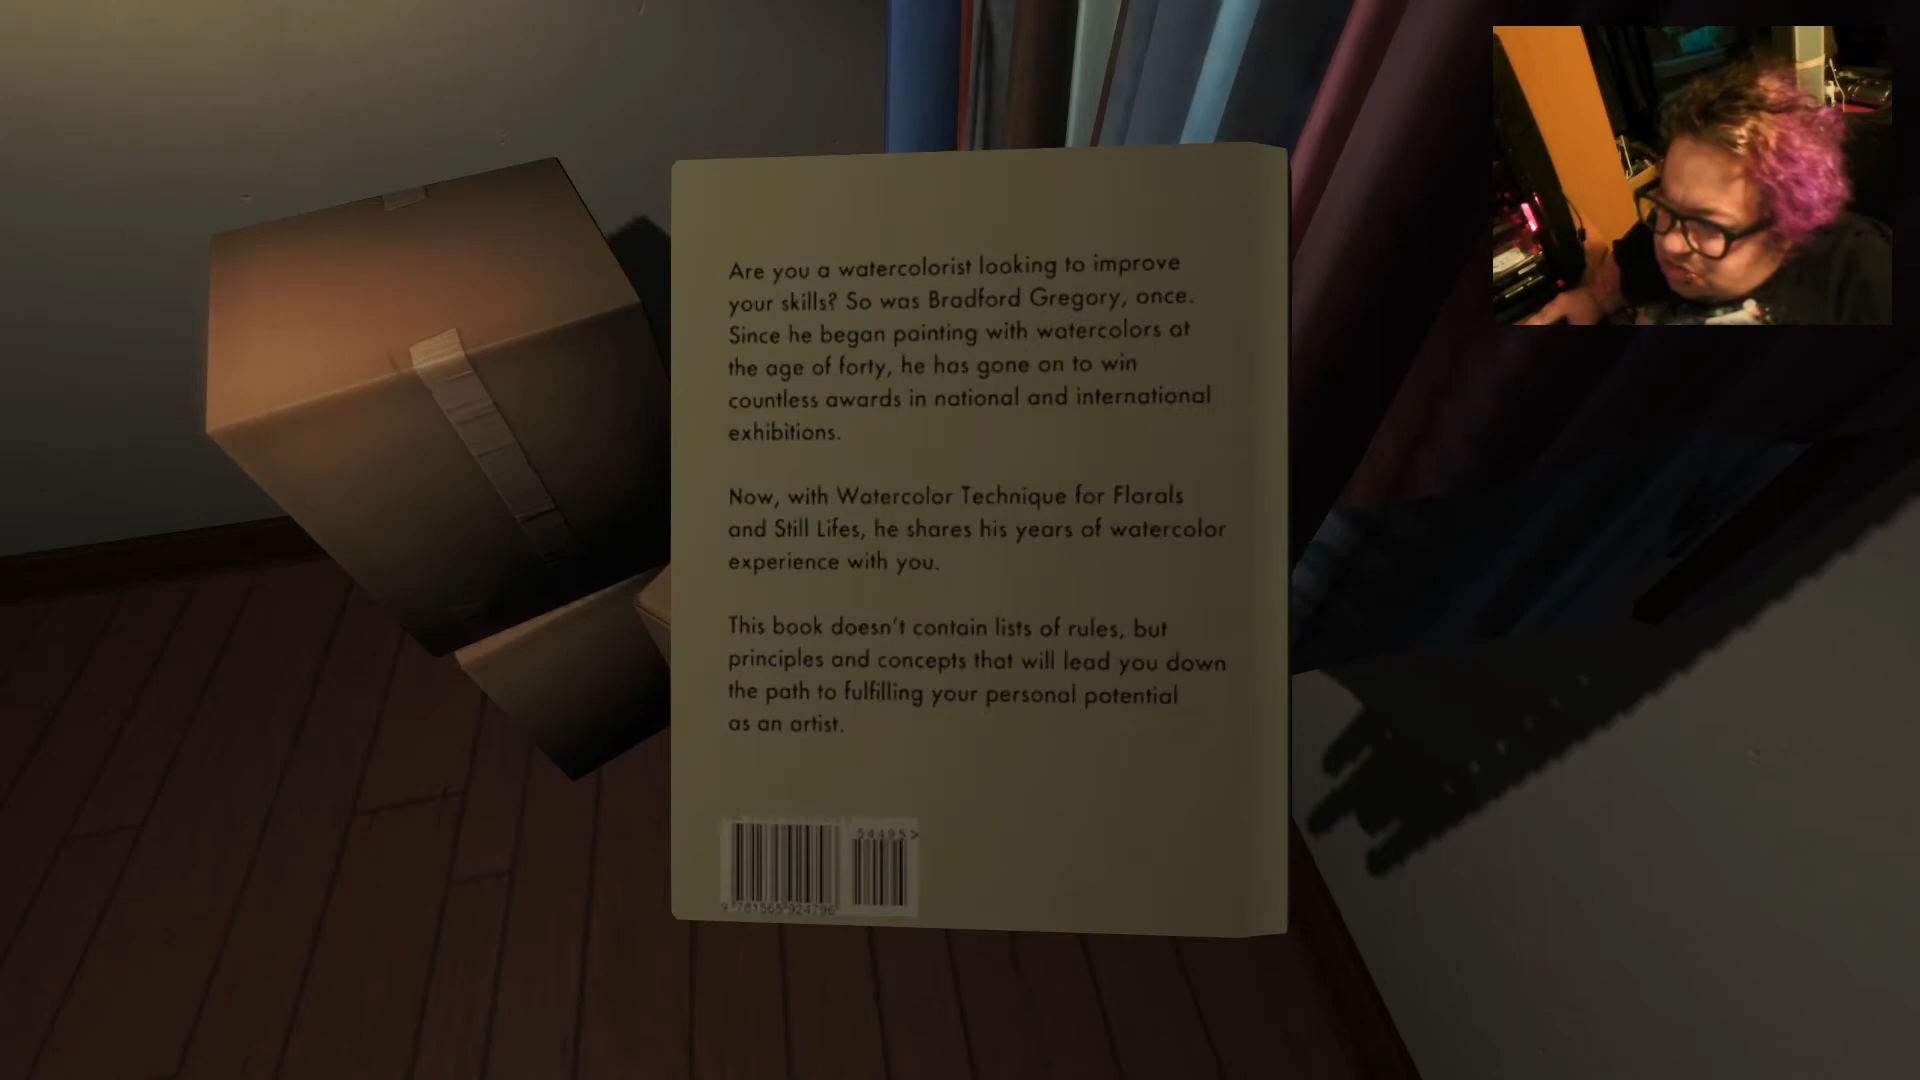 Are you a watercolorist looking to improve
your skills? So was Bradford Gregory, once.
Since he began painting with watercolors at
the age of forty, he has gone on to win
countless awards in national and international
exhibitions.
Now, with Watercolor Technique for Florals
and Still Lifes, he shares his years of watercolor
experience with you.
This book doesn't contain lists of rules, but
principles and concepts that will lead you down
the path to fulfilling your personal potential
as an artist.
54495>
9 781565 924796